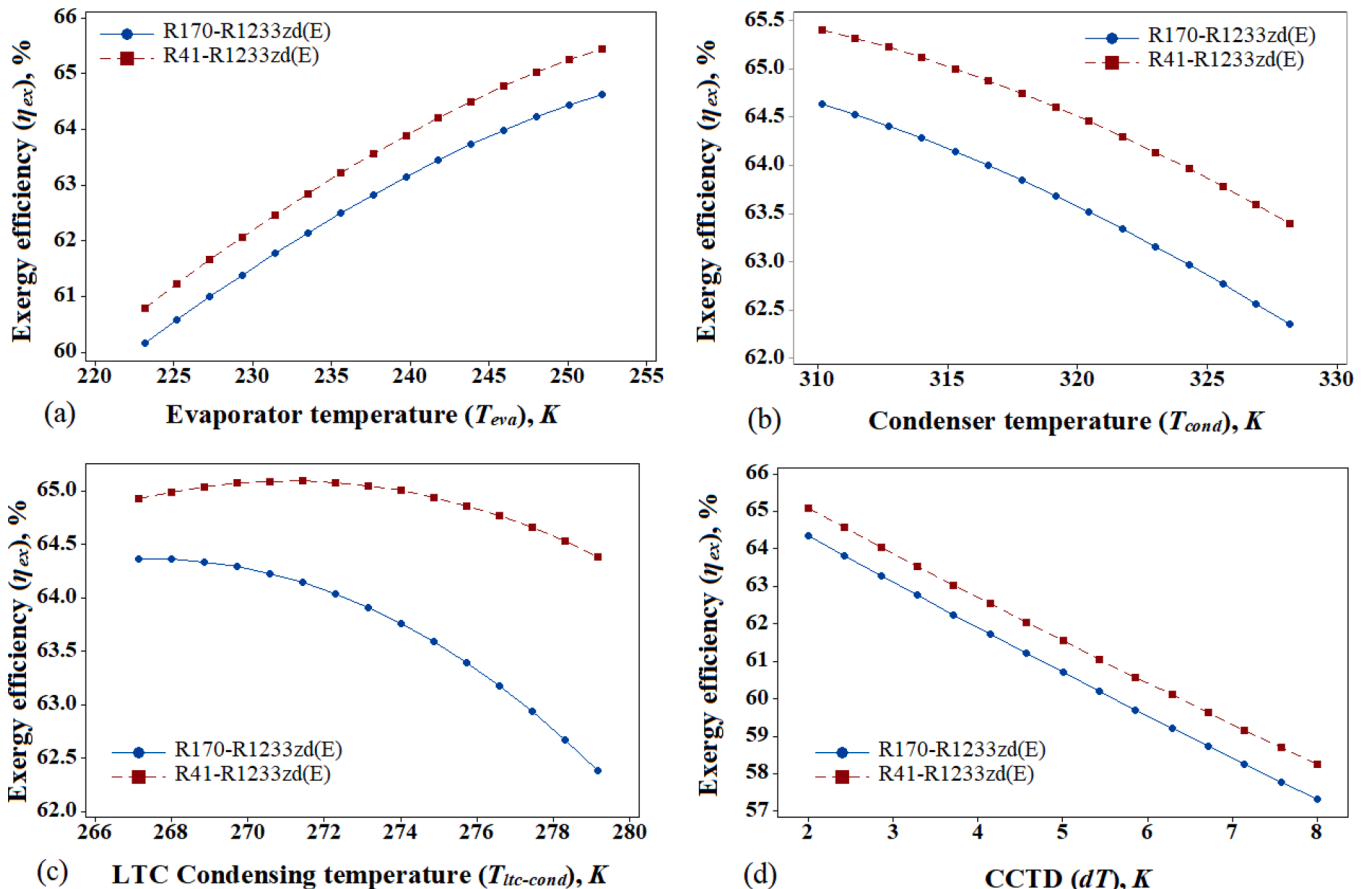 66
65
64
63
62
61
60
Exergy efficiency (η ex), %
R170-R1233zd(E)
R41-R1233zd(E)
220 225 230 235 240 245 250 255
(a) Evaporator temperature (Teva), K
65.5
65.0
64.5
64.0
63.5
63.0
62.5
62.0
Exergy efficiency (η ex), %
R170-R1233zd(E)
R41-R1233zd(E)
310 315 320 325 330
(b) Condenser temperature (Tcond), K
65.0
64.5
64.0
63.5
63.0
62.5
62.0
Exergy efficiency (η ex), %
R170-R1233zd(E)
R41-R1233zd(E)
266 268 270 272 274 276 278 280
(c) LTC Condensing temperature (Tltc-cond), K
66
65
64
63
62
61
60
59
58
57
Exergy efficiency (η ex), %
R170-R1233zd(E)
R41-R1233zd(E)
2 3 4 5 6 7 8
(d) CCTD (dT), K